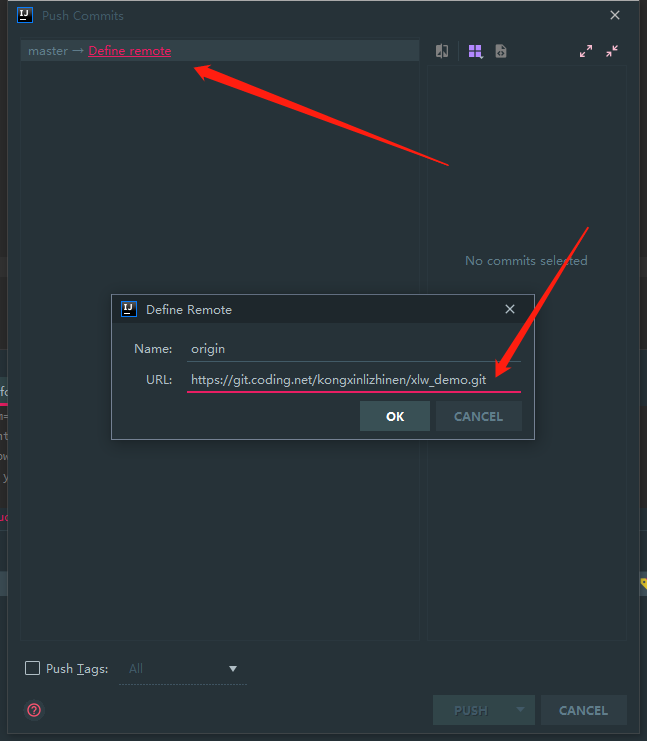 Push Commits
master → Define remote
No commits selected
Define Remote
Name: origin
URL: https://git.coding.net/kongxinlizhinen/xlw_demo.git
OK CANCEL
Push Tags: All
PUSH CANCEL